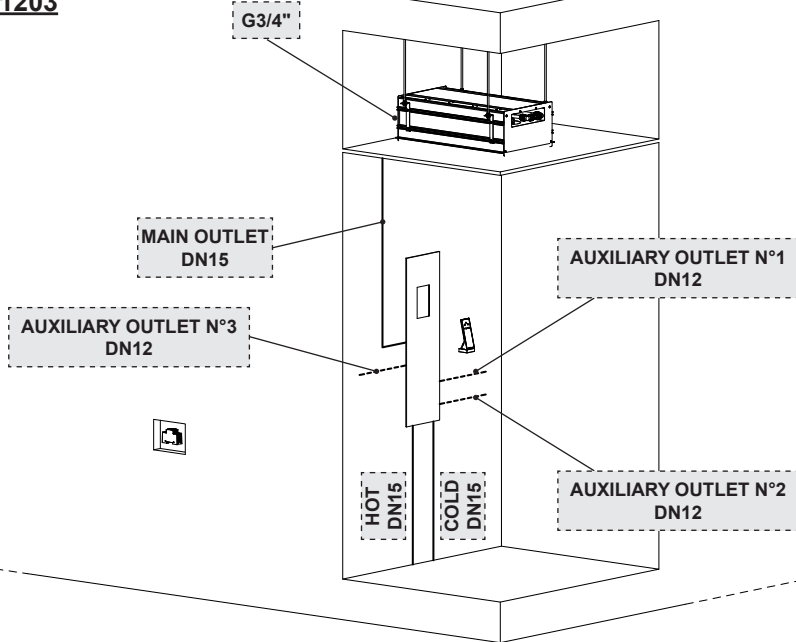 1203
G3/4"
MAIN OUTLET
DN15
AUXILIARY OUTLET N°1
DN12
AUXILIARY OUTLET N°3
DN12
HOT
DN15
COLD
DN15
AUXILIARY OUTLET N°2
DN12